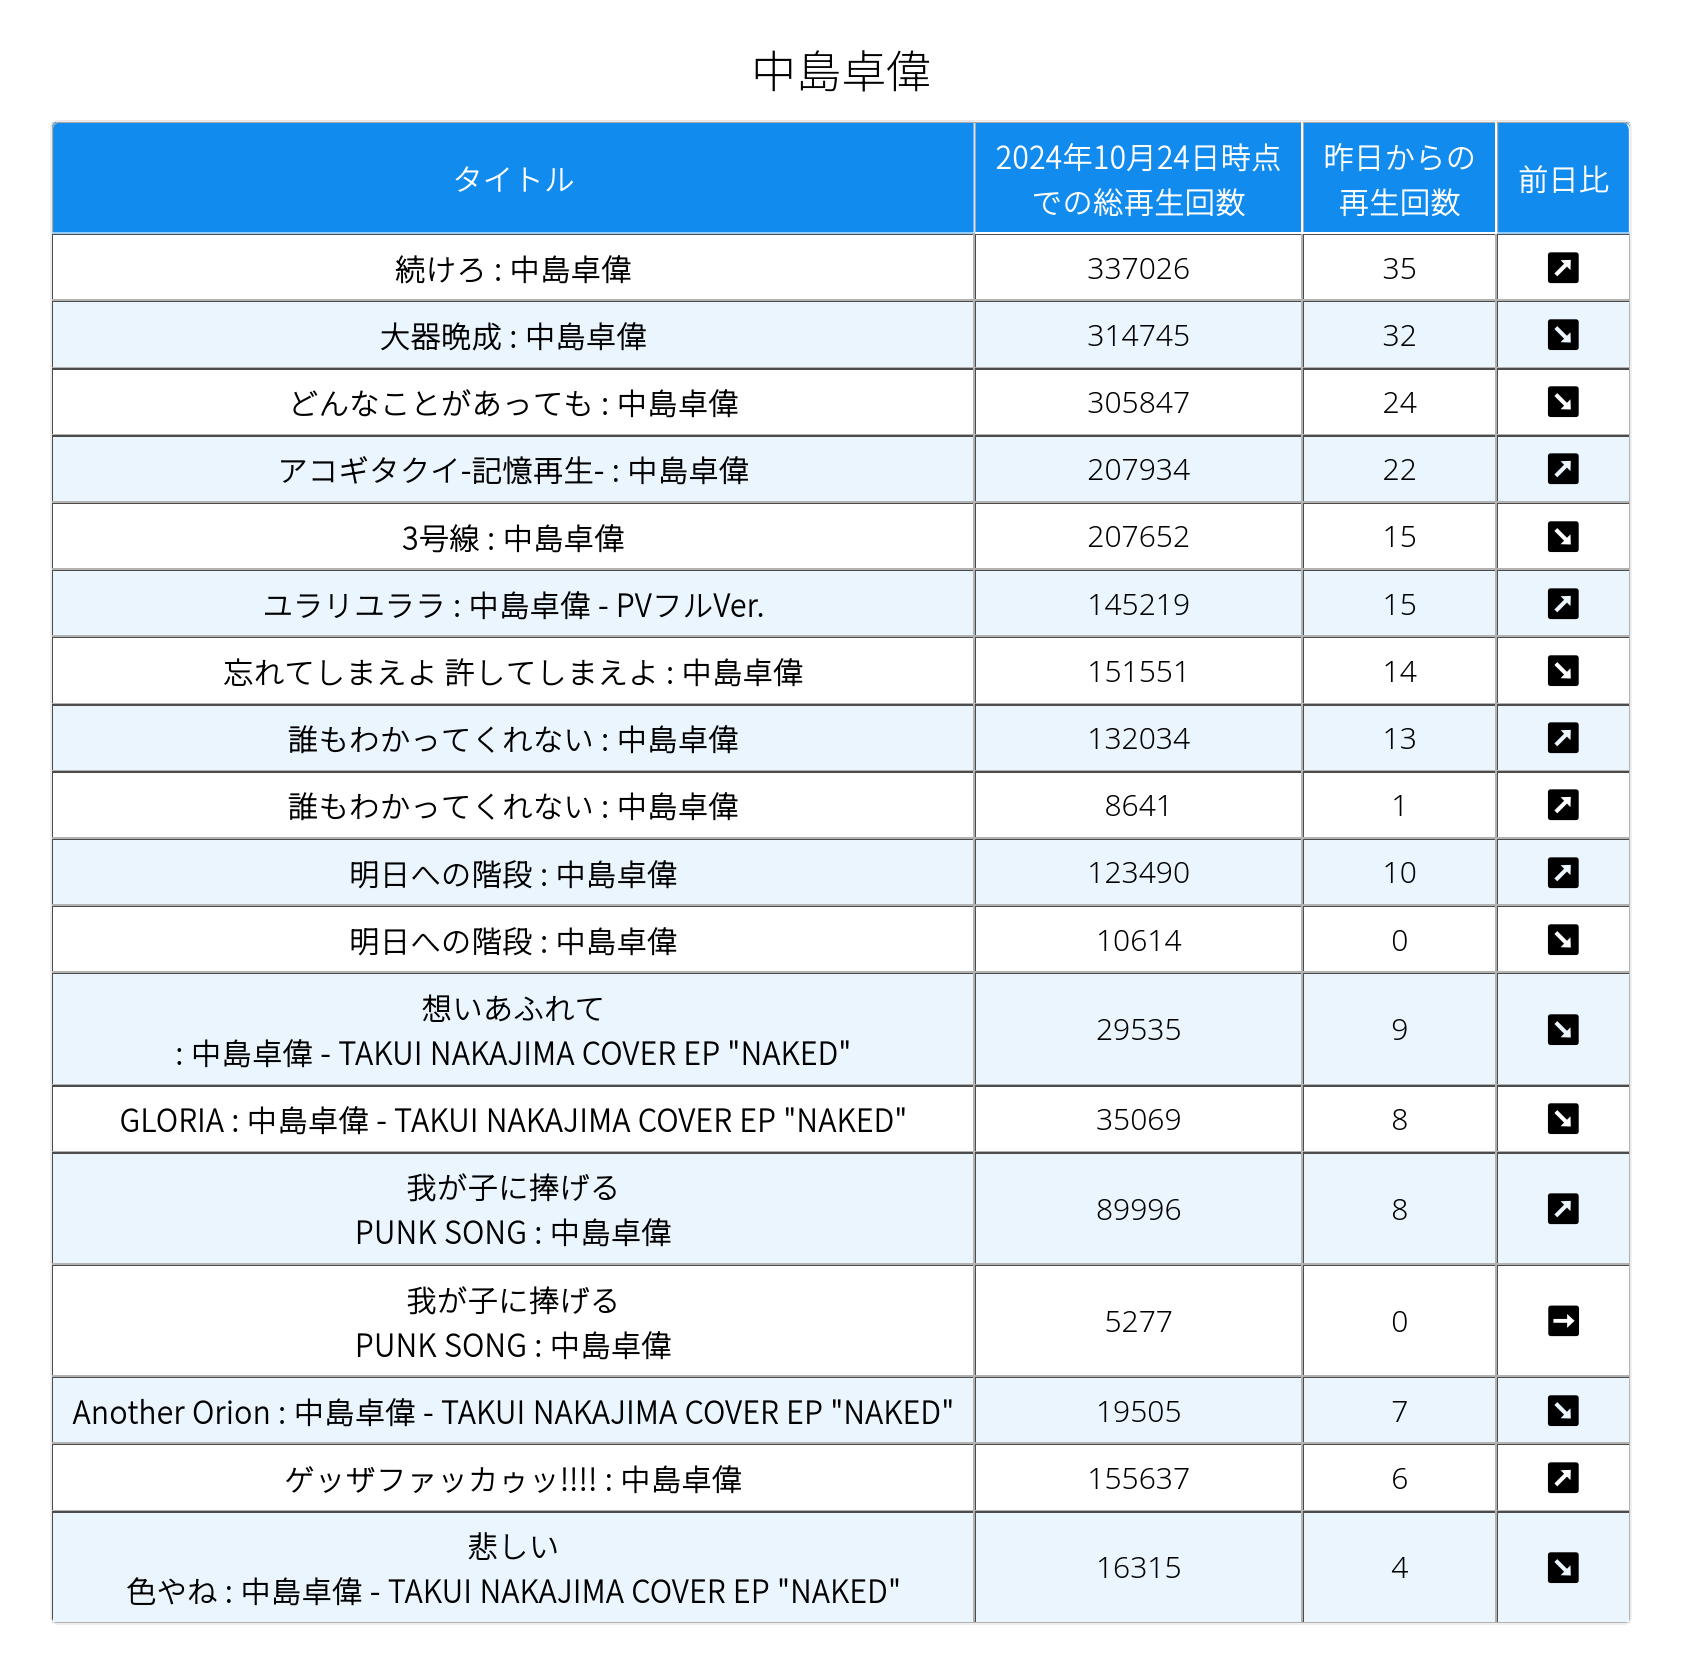 中島卓偉
タイトル
2024年10月24日時点
での総再生回数
昨日からの
再生回数
前日比
続けろ : 中島卓偉 337026 35
大器晩成 : 中島卓偉 314745 32
どんなことがあっても : 中島卓偉 305847 24
アコギタクイ-記憶再生- : 中島卓偉 207934 22
3号線 : 中島卓偉 207652 15
ユラリユララ : 中島卓偉 - PVフルVer. 145219 15
忘れてしまえよ 許してしまえよ : 中島卓偉 151551 14
誰もわかってくれない : 中島卓偉 132034 13
誰もわかってくれない : 中島卓偉 8641 1
明日への階段 : 中島卓偉 123490 10
明日への階段 : 中島卓偉 10614 0
想いあふれて
: 中島卓偉 - TAKUI NAKAJIMA COVER EP "NAKED" 29535 9
GLORIA : 中島卓偉 - TAKUI NAKAJIMA COVER EP "NAKED" 35069 8
我が子に捧げる
PUNK SONG : 中島卓偉 89996 8
我が子に捧げる
PUNK SONG : 中島卓偉 5277 0
Another Orion : 中島卓偉 - TAKUI NAKAJIMA COVER EP "NAKED" 19505 7
ゲッザファッカゥッ!!!! : 中島卓偉 155637 6
悲しい
色やね : 中島卓偉 - TAKUI NAKAJIMA COVER EP "NAKED" 16315 4